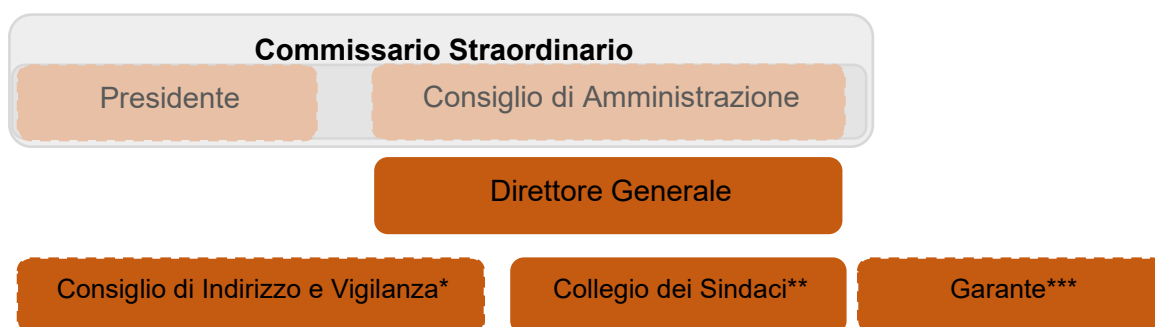 Commissario Straordinario
Presidente
Consiglio di Amministrazione
Direttore Generale
Consiglio di Indirizzo e Vigilanza*
Collegio dei Sindaci**
Garante***